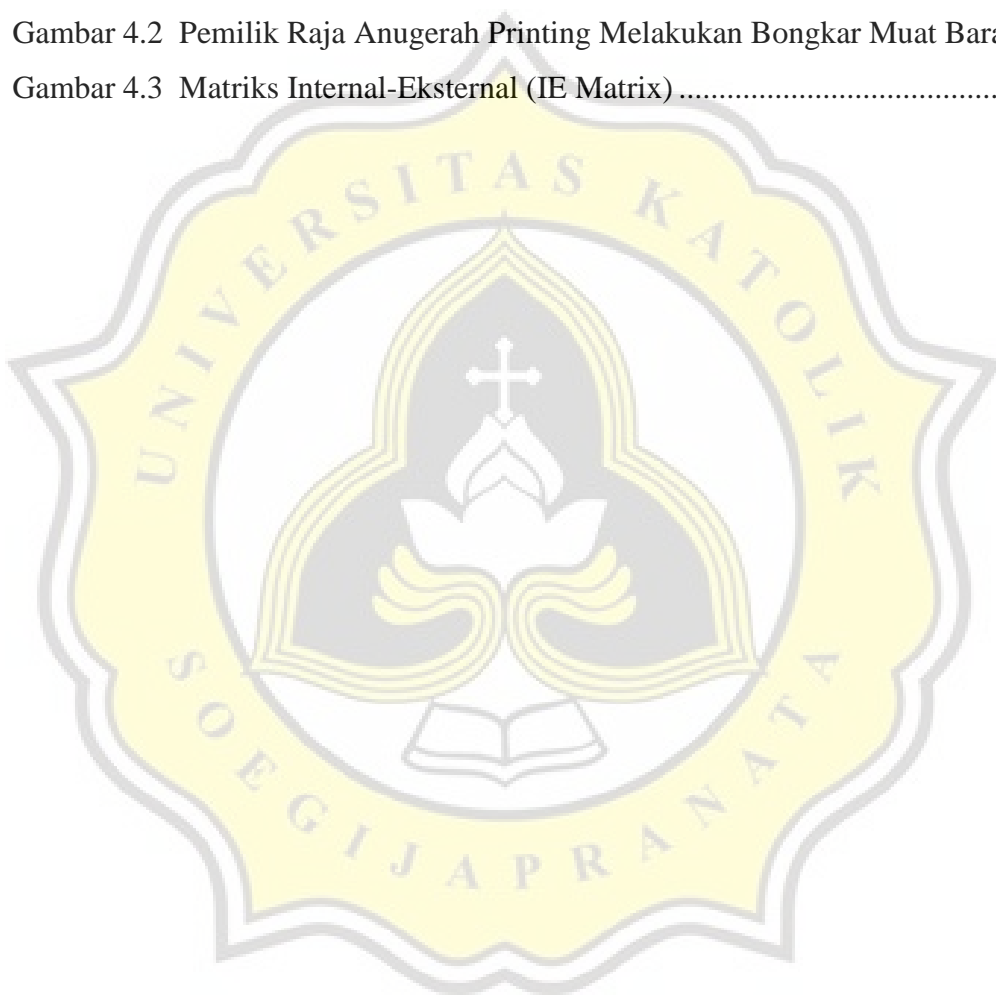 Gambar 4.2 Pemilik Raja Anugerah Printing Melakukan Bongkar Muat
Gambar 4.3 Matriks Internal-Eksternal (IE Matrix) ........................................
UNIVERSITAS KATOLIK
SOEGIJAPRANATA